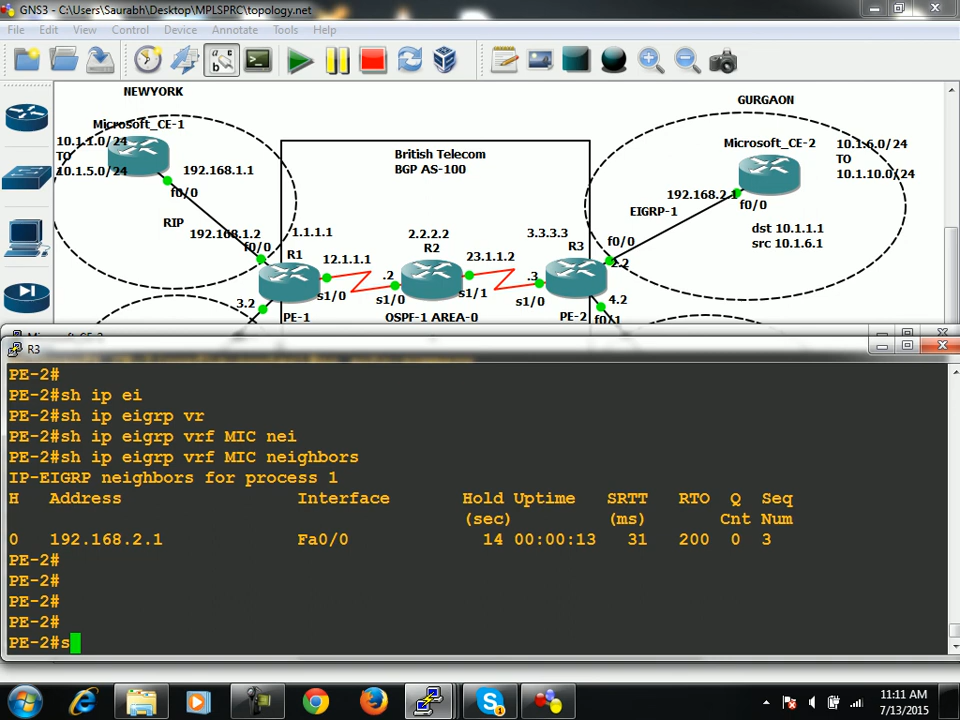 GNS3 - C:\Users\Saurabh\Desktop\MPLSPRC\topology.net
File Edit View Control Device Annotate Tools Help
NEWYORK
GURGAON
Microsoft_CE-1
10.1.1.0/24
TO
10.1.5.0/24
192.168.1.1
f0/0
RIP
192.168.1.2
f0/0
British Telecom
BGP AS-100
Microsoft_CE-2
10.1.6.0/24
TO
10.1.10.0/24
192.168.2.1
f0/0
EIGRP-1
dst 10.1.1.1
src 10.1.6.1
1.1.1.1
R1
12.1.1.1
s1/0
3.2
PE-1
2.2.2.2
R2
.2
s1/0
s1/1
23.1.1.2
OSPF-1 AREA-0
3.3.3.3
R3
.3
s1/0
f0/0
2.2
4.2
PE-2
f0/1
R3
PE-2#
PE-2#sh ip ei
PE-2#sh ip eigrp vr
PE-2#sh ip eigrp vrf MIC nei
PE-2#sh ip eigrp vrf MIC neighbors
IP-EIGRP neighbors for process 1
H Address Interface Hold Uptime SRTT RTO Q Seq
(sec) (ms) Cnt Num
0 192.168.2.1 Fa0/0 14 00:00:13 31 200 0 3
PE-2#
PE-2#
PE-2#
PE-2#
PE-2#s
11:11 AM
7/13/2015